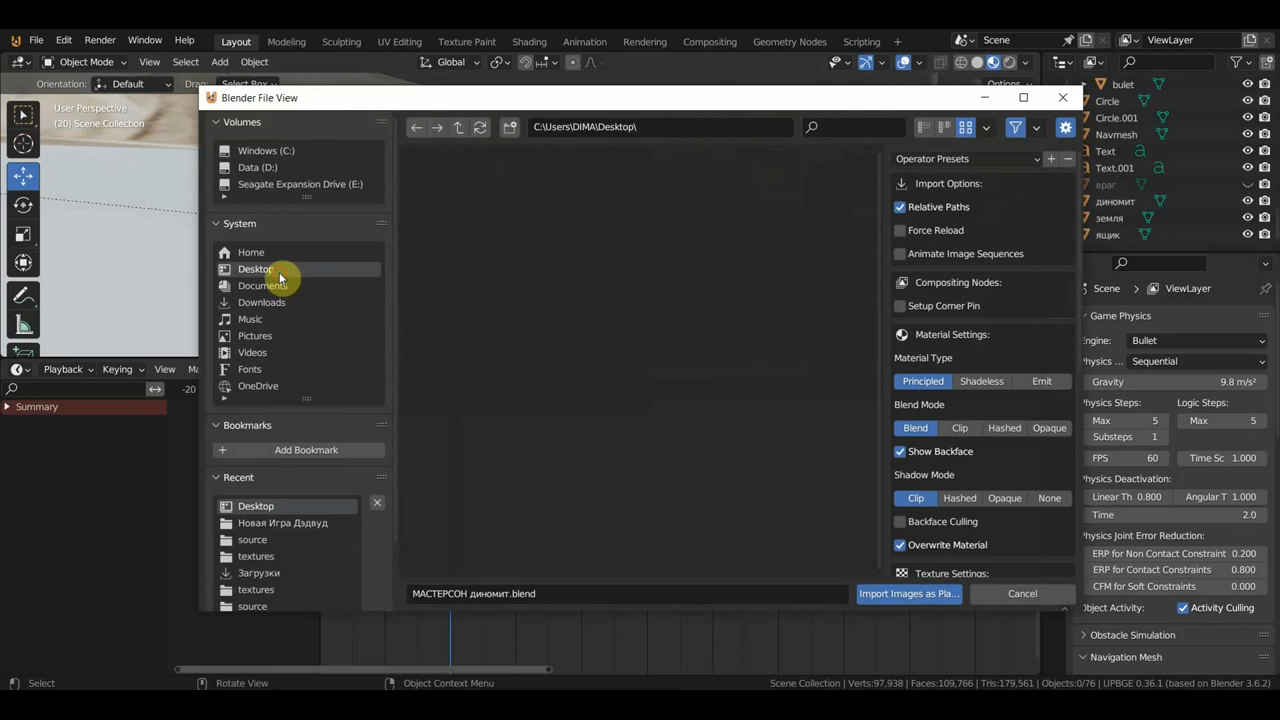 File Edit Render Window Help Layout Modeling Sculpting UV Editing Texture Paint Shading Animation Rendering Compositing Geometry Nodes Scripting + Scene ViewLayer
Object Mode View Select Add Object Global
Orientation: Default Drag: Select Box
User Perspective
(20) Scene Collection
Blender File View
Volumes
Windows (C:)
Data (D:)
Seagate Expansion Drive (E:)
System
Home
Desktop
Documents
Downloads
Music
Pictures
Videos
Fonts
OneDrive
Bookmarks
+ Add Bookmark
Recent
Desktop
Новая Игра Дэдвуд
source
textures
Загрузки
textures
source
C:\Users\DIMA\Desktop\
МАСТЕРСОН диномит.blend
Import Images as Pla... Cancel
Operator Presets
Import Options:
Relative Paths
Force Reload
Animate Image Sequences
Compositing Nodes:
Setup Corner Pin
Material Settings:
Material Type
Principled Shadeless Emit
Blend Mode
Blend Clip Hashed Opaque
Show Backface
Shadow Mode
Clip Hashed Opaque None
Backface Culling
Overwrite Material
Texture Settings:
bulet
Circle
Circle.001
Navmesh
Text
Text.001
враг
диномит
земля
ящик
Scene ViewLayer
Game Physics
Engine: Bullet
Physics ... Sequential
Gravity 9.8 m/s²
Physics Steps: Logic Steps:
Max 5 Max 5
Substeps 1
FPS 60 Time Sc 1.000
Physics Deactivation:
Linear Th 0.800 Angular T 1.000
Time 2.0
Physics Joint Error Reduction:
ERP for Non Contact Constraint 0.200
ERP for Contact Constraints 0.800
CFM for Soft Constraints 0.000
Object Activity: Activity Culling
Obstacle Simulation
Navigation Mesh
Playback Keying View
-20
Summary
Select Rotate View Object Context Menu Scene Collection | Verts:97,938 | Faces:109,766 | Tris:179,561 | Objects:0/76 | UPBGE 0.36.1 (based on Blender 3.6.2)